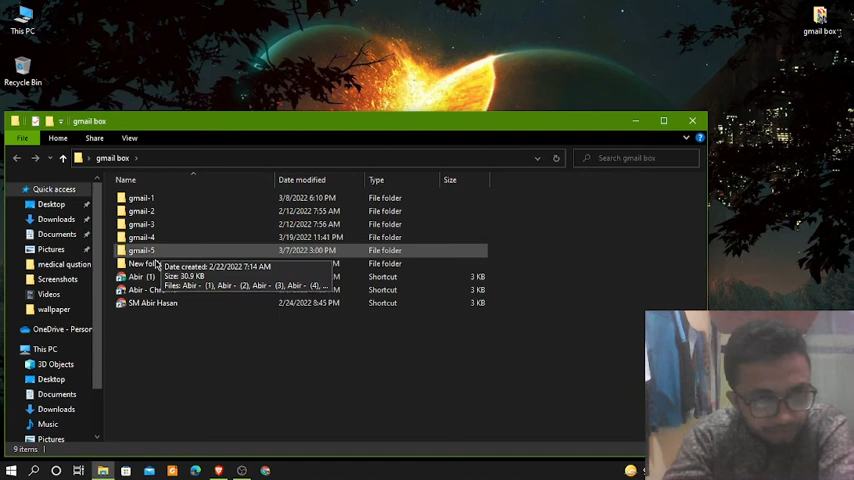 This PC
gmail box
Recycle Bin
gmail box
File
Home
Share
View
gmail box
Search gmail box
Name
Date modified
Type
Size
Quick access
Desktop
Downloads
Documents
Pictures
medical qustion
Screenshots
Videos
wallpaper
OneDrive - Person
This PC
3D Objects
Desktop
Documents
Downloads
Music
Pictures
gmail-1 3/8/2022 6:10 PM File folder
gmail-2 2/12/2022 7:55 AM File folder
gmail-3 2/12/2022 7:56 AM File folder
gmail-4 3/19/2022 11:41 PM File folder
gmail-5 3/7/2022 3:00 PM File folder
New fol M File folder
Abir (1) M Shortcut 3 KB
Abir - Ch M Shortcut 3 KB
SM Abir Hasan 2/24/2022 8:45 PM Shortcut 3 KB
Date created: 2/22/2022 7:14 AM
Size: 30.9 KB
Files: Abir - (1), Abir - (2), Abir - (3), Abir - (4), ...
9 items